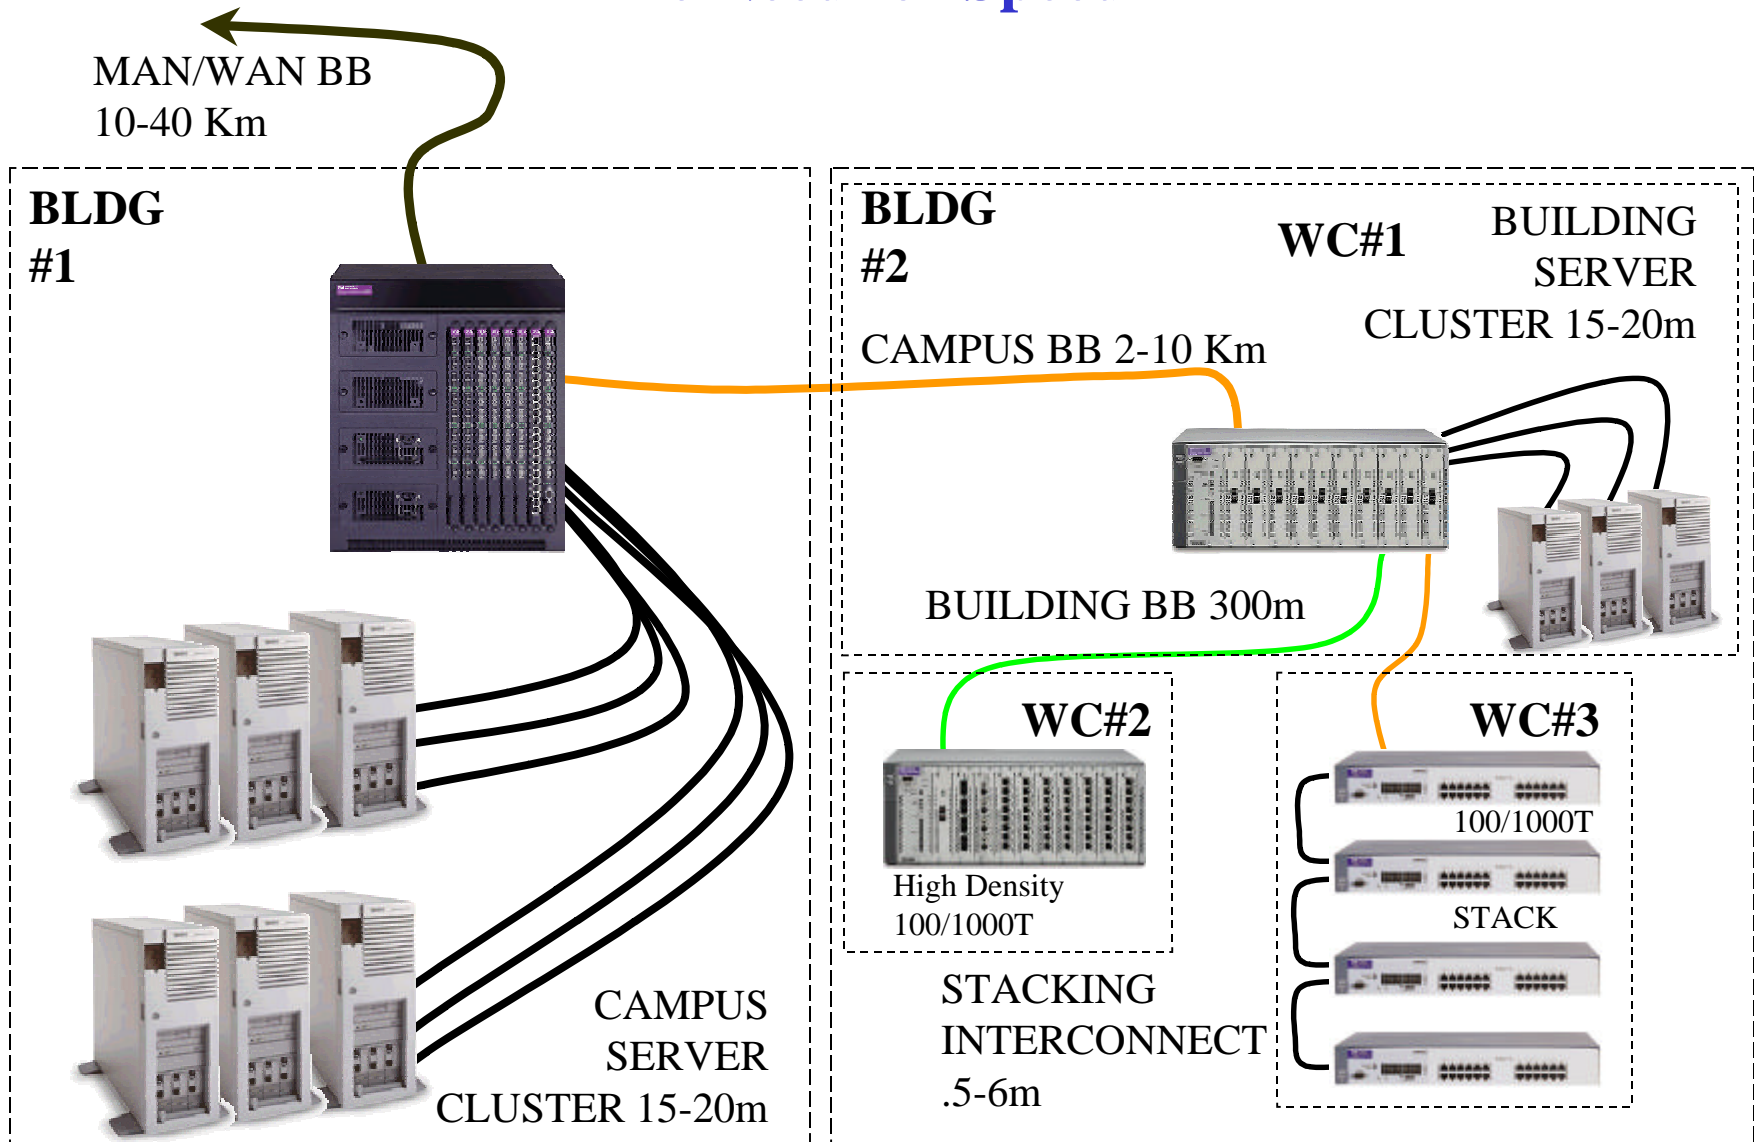 MAN/WAN BB
10-40 Km
BLDG
#1
BLDG
#2
WC#1
BUILDING
SERVER
CLUSTER 15-20m
CAMPUS BB 2-10 Km
BUILDING BB 300m
WC#2
WC#3
High Density
100/1000T
100/1000T
STACK
STACKING
INTERCONNECT
.5-6m
CAMPUS
SERVER
CLUSTER 15-20m